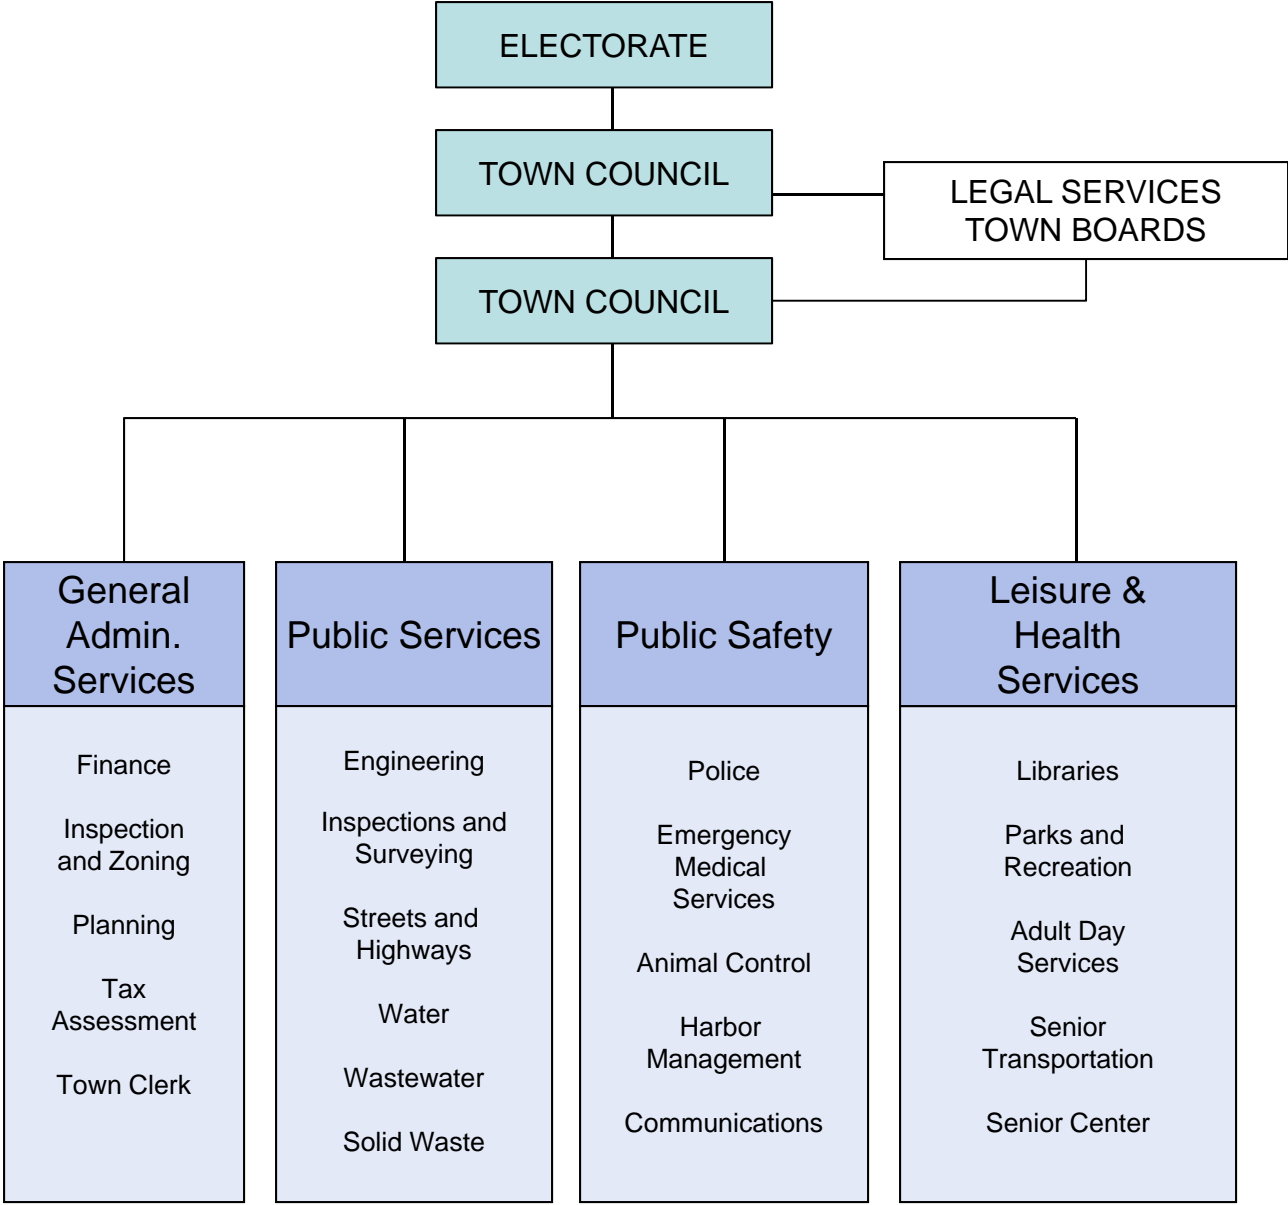 ELECTORATE
TOWN COUNCIL
LEGAL SERVICES
TOWN BOARDS
TOWN COUNCIL
General
Admin.
Services
Finance
Inspection
and Zoning
Planning
Tax
Assessment
Town Clerk
Public Services
Engineering
Inspections and
Surveying
Streets and
Highways
Water
Wastewater
Solid Waste
Public Safety
Police
Emergency
Medical
Services
Animal Control
Harbor
Management
Communications
Leisure &
Health
Services
Libraries
Parks and
Recreation
Adult Day
Services
Senior
Transportation
Senior Center